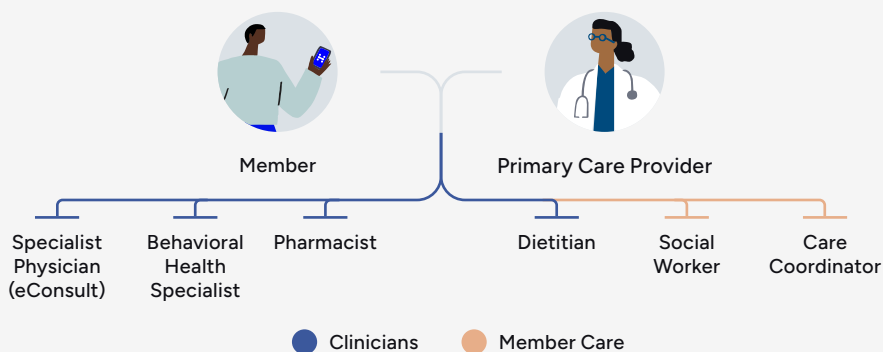 Member
Primary Care Provider
Specialist
Physician
(eConsult)
Behavioral
Health
Specialist
Pharmacist
Dietitian
Social
Worker
Care
Coordinator
Clinicians
Member Care